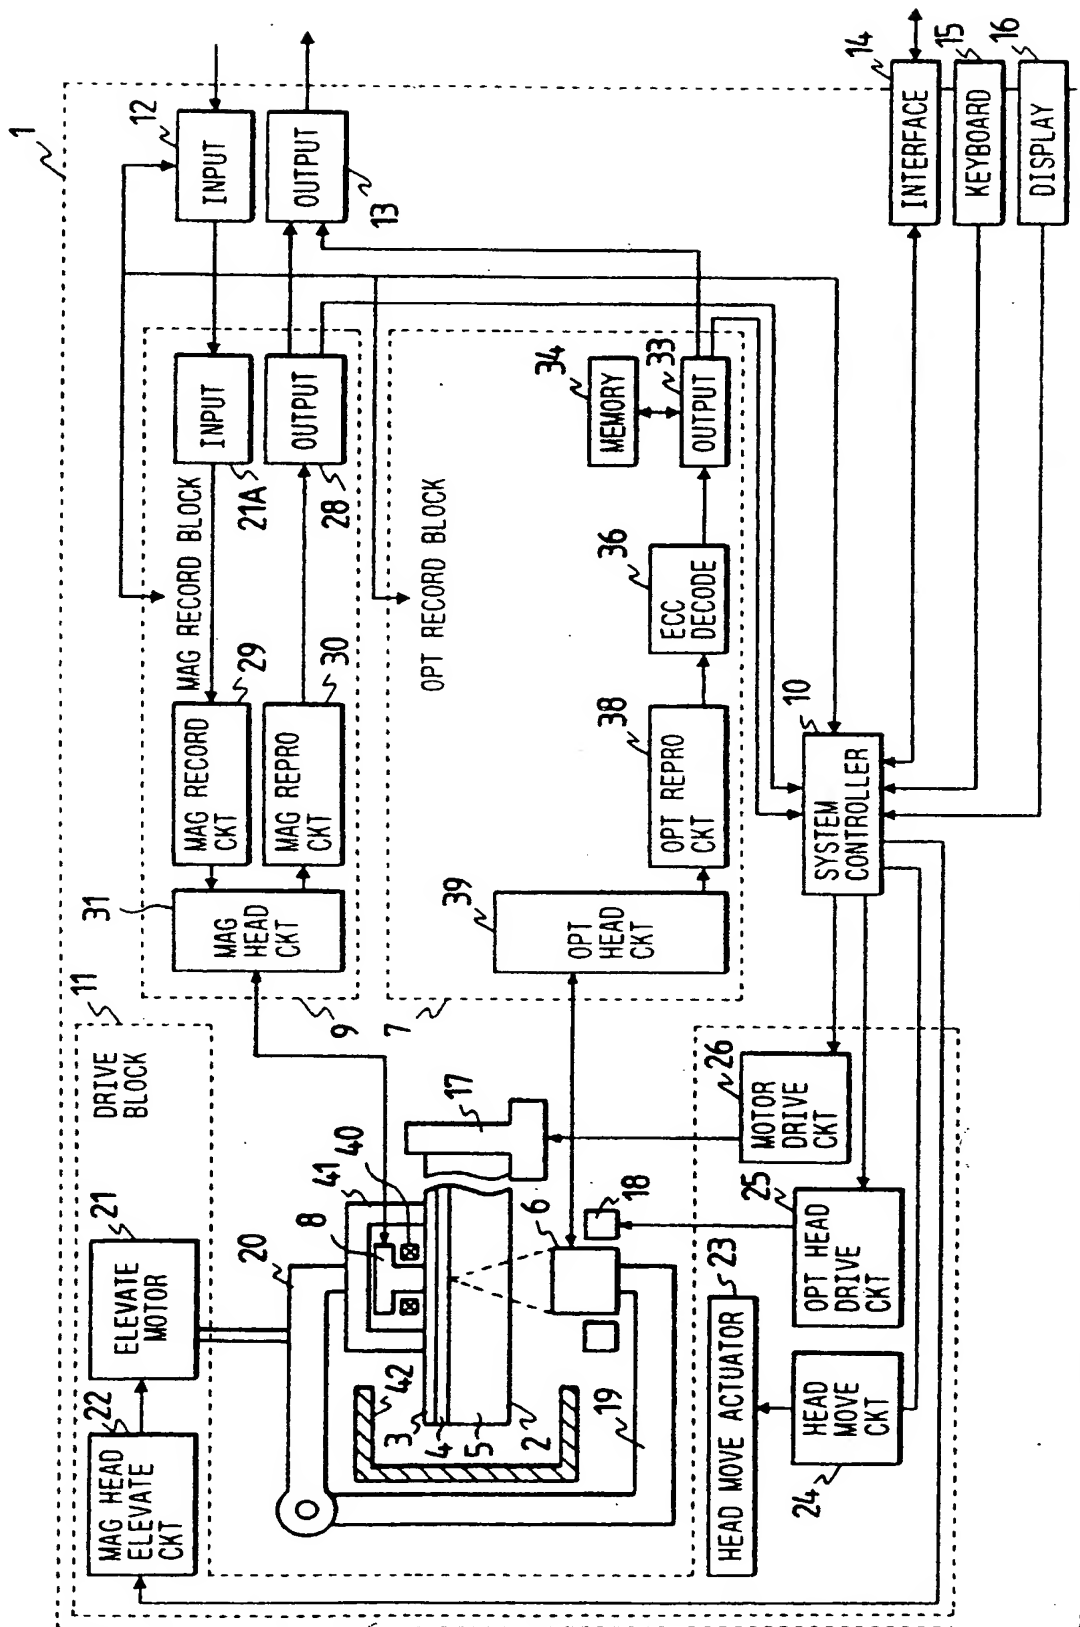 1
DRIVE
BLOCK
11
MAG HEAD
ELEVATE
CKT
22
ELEVATE
MOTOR
21
20
8
41
40
3
4
5
2
42
17
6
18
19
MAG RECORD BLOCK
9
31
MAG
HEAD
CKT
MAG RECORD
CKT
29
MAG REPRO
CKT
30
INPUT
21A
OUTPUT
28
INPUT
12
OUTPUT
13
OPT RECORD BLOCK
7
39
OPT
HEAD
CKT
OPT REPRO
CKT
38
ECC
DECODE
36
MEMORY
34
OUTPUT
33
HEAD MOVE ACTUATOR
23
HEAD
MOVE
CKT
24
OPT HEAD
DRIVE
CKT
25
MOTOR
DRIVE
CKT
26
SYSTEM
CONTROLLER
10
INTERFACE
14
KEYBOARD
15
DISPLAY
16